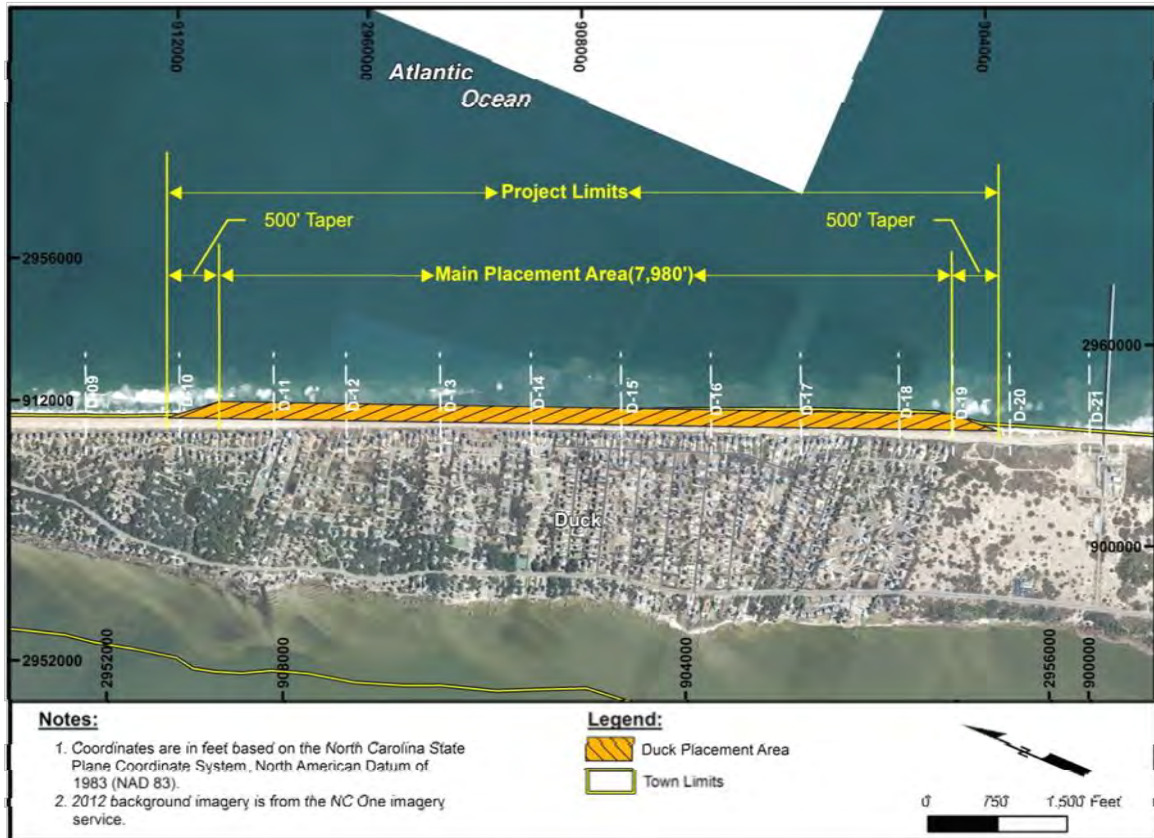 912000
2960000
908000
904000
Atlantic
Ocean
Project Limits
500' Taper
500' Taper
2956000
Main Placement Area(7,980')
2960000
912000
D-09
D-10
D-11
D-12
D-13
D-14
D-15
D-16
D-17
D-18
D-19
D-20
D-21
Duck
900000
2952000
2952000
908000
904000
2956000
900000
Notes:
1. Coordinates are in feet based on the North Carolina State
Plane Coordinate System, North American Datum of
1983 (NAD 83).
2. 2012 background imagery is from the NC One imagery
service.
Legend:
Duck Placement Area
Town Limits
N
0 750 1,500 Feet